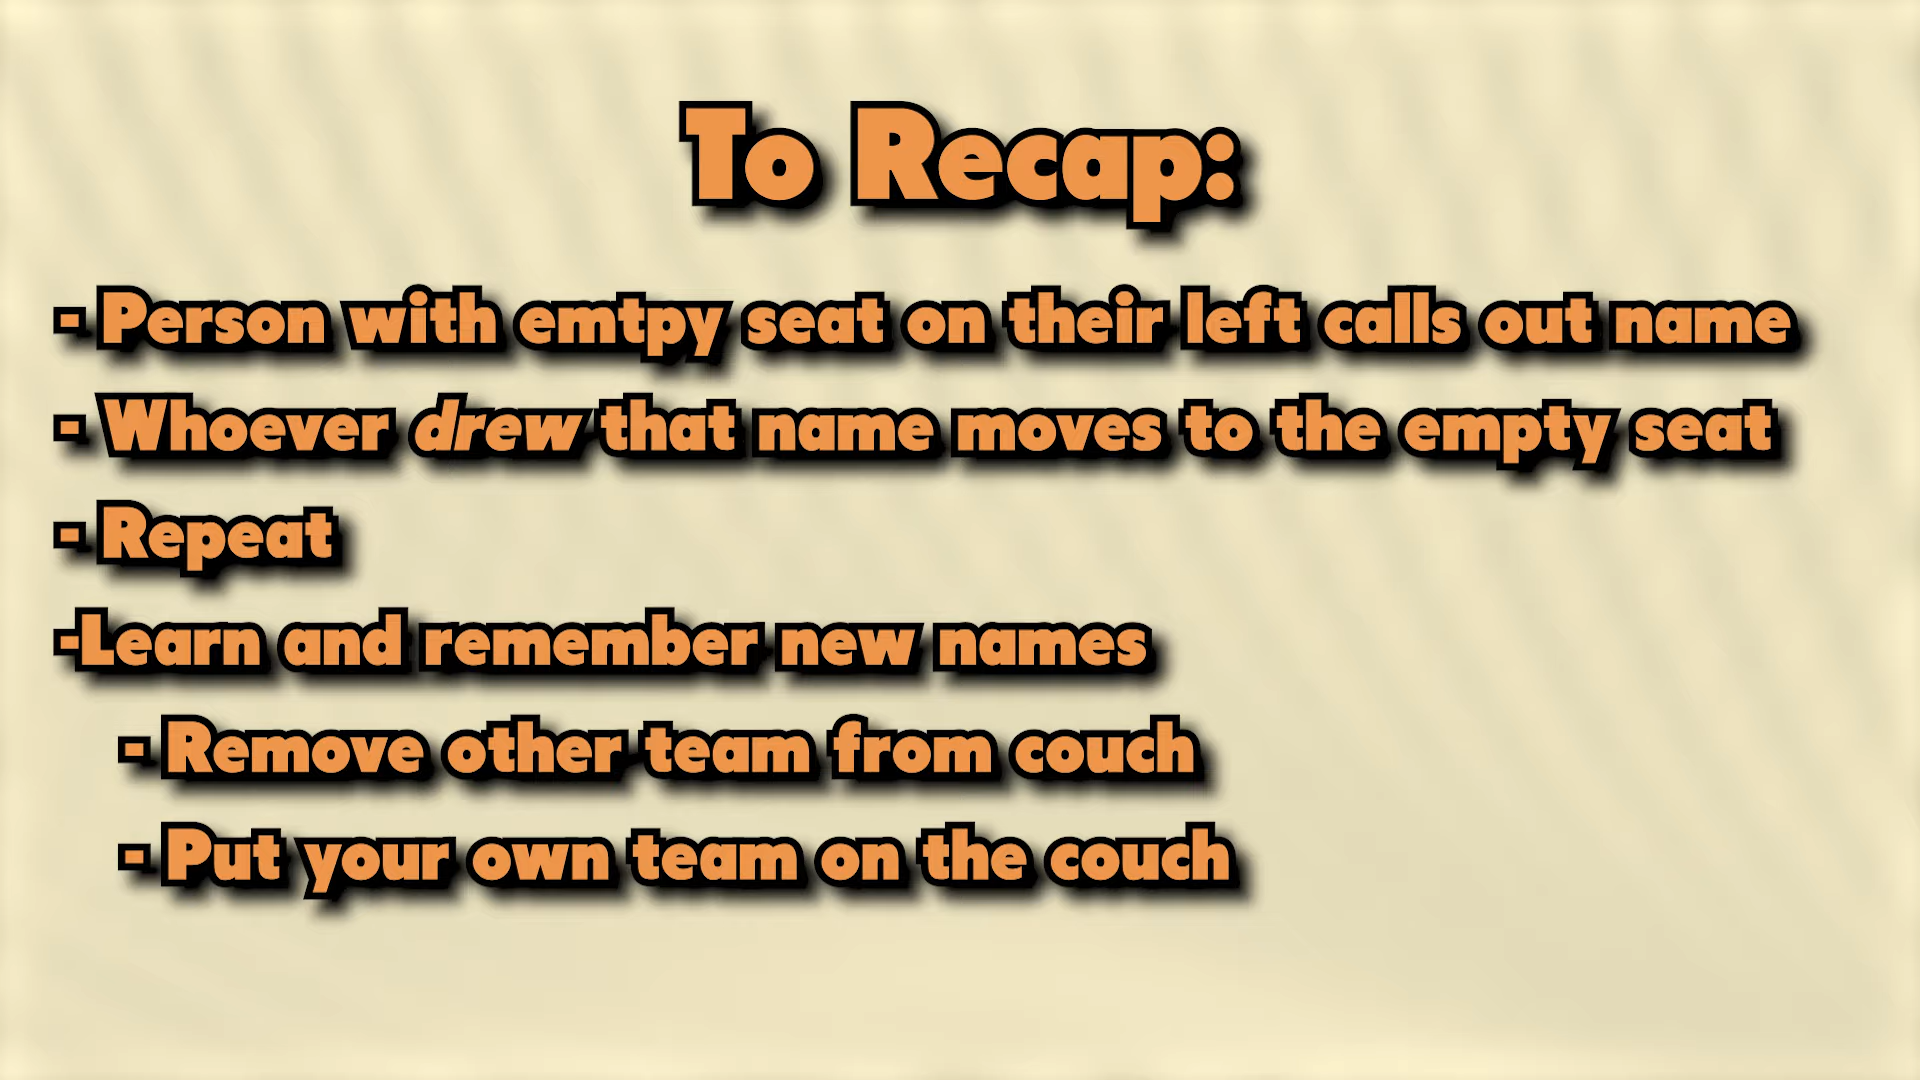 To Recap:
- Person with emtpy seat on their left calls out name
- Whoever drew that name moves to the empty seat
- Repeat
-Learn and remember new names
- Remove other team from couch
- Put your own team on the couch